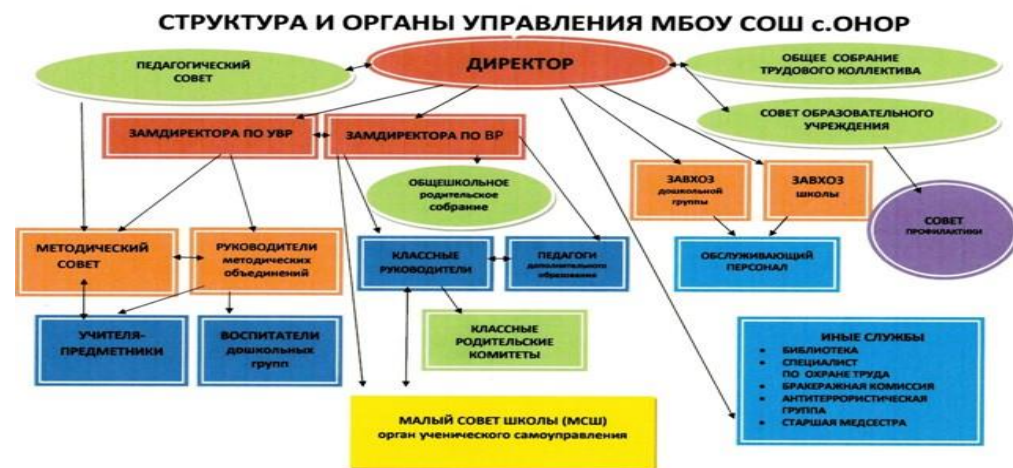 СТРУКТУРА И ОРГАНЫ УПРАВЛЕНИЯ МБОУ СОШ с.ОНОР
ПЕДАГОГИЧЕСКИЙ
СОВЕТ
ДИРЕКТОР
ОБЩЕЕ СОБРАНИЕ
ТРУДОВОГО КОЛЛЕКТИВА
СОВЕТ ОБРАЗОВАТЕЛЬНОГО
УЧРЕЖДЕНИЯ
ЗАМДИРЕКТОРА ПО УВР
ЗАМДИРЕКТОРА ПО ВР
ОБЩЕШКОЛЬНОЕ
родительское
собрание
ЗАВХОЗ
дошкольной
группы
ЗАВХОЗ
школы
СОВЕТ
ПРОФИЛАКТИКИ
МЕТОДИЧЕСКИЙ
СОВЕТ
РУКОВОДИТЕЛИ
методических
объединений
КЛАССНЫЕ
РУКОВОДИТЕЛИ
ПЕДАГОГИ
дополнительного
образования
ОБСЛУЖИВАЮЩИЙ
ПЕРСОНАЛ
УЧИТЕЛЯ-
ПРЕДМЕТНИКИ
ВОСПИТАТЕЛИ
дошкольных
групп
КЛАССНЫЕ
РОДИТЕЛЬСКИЕ
КОМИТЕТЫ
ИНЫЕ СЛУЖБЫ
• БИБЛИОТЕКА
• СПЕЦИАЛИСТ
ПО ОХРАНЕ ТРУДА
• БРАКЕРАЖНАЯ КОМИССИЯ
• АНТИТЕРРОРИСТИЧЕСКАЯ
ГРУППА
• СТАРШАЯ МЕДСЕСТРА
МАЛЫЙ СОВЕТ ШКОЛЫ (МСШ)
орган ученического самоуправления